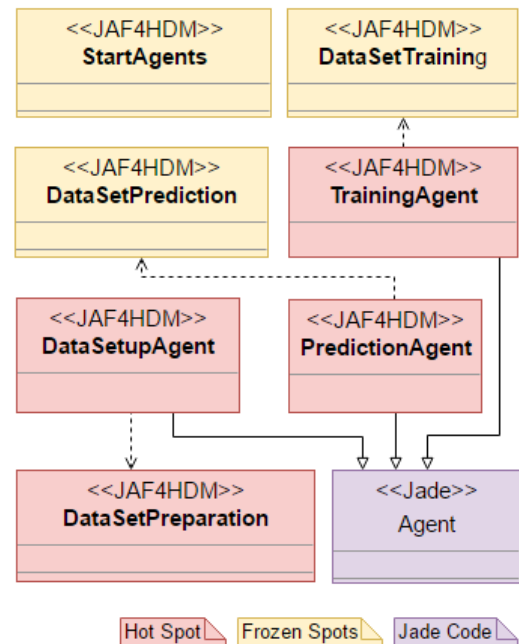 <<JAF4HDM>>
StartAgents
<<JAF4HDM>>
DataSetTraining
<<JAF4HDM>>
DataSetPrediction
<<JAF4HDM>>
TrainingAgent
<<JAF4HDM>>
DataSetupAgent
<<JAF4HDM>>
PredictionAgent
<<JAF4HDM>>
DataSetPreparation
<<Jade>>
Agent
Hot Spot
Frozen Spots
Jade Code